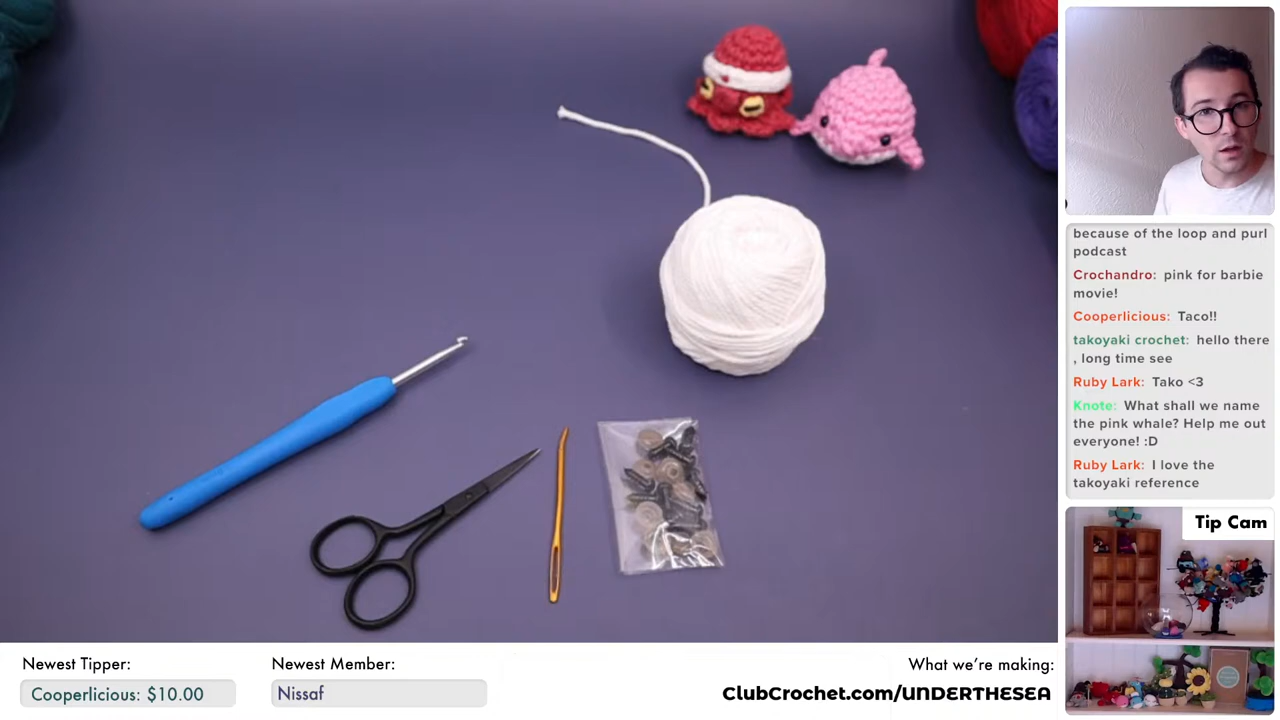 because of the loop and purl
podcast
Crochandro: pink for barbie
movie!
Cooperlicious: Taco!!
takoyaki crochet: hello there
, long time see
Ruby Lark: Tako <3
Knote: What shall we name
the pink whale? Help me out
everyone! :D
Ruby Lark: I love the
takoyaki reference
Tip Cam
Newest Tipper:
Cooperlicious: $10.00
Newest Member:
Nissaf
What we're making:
ClubCrochet.com/UNDERTHESEA